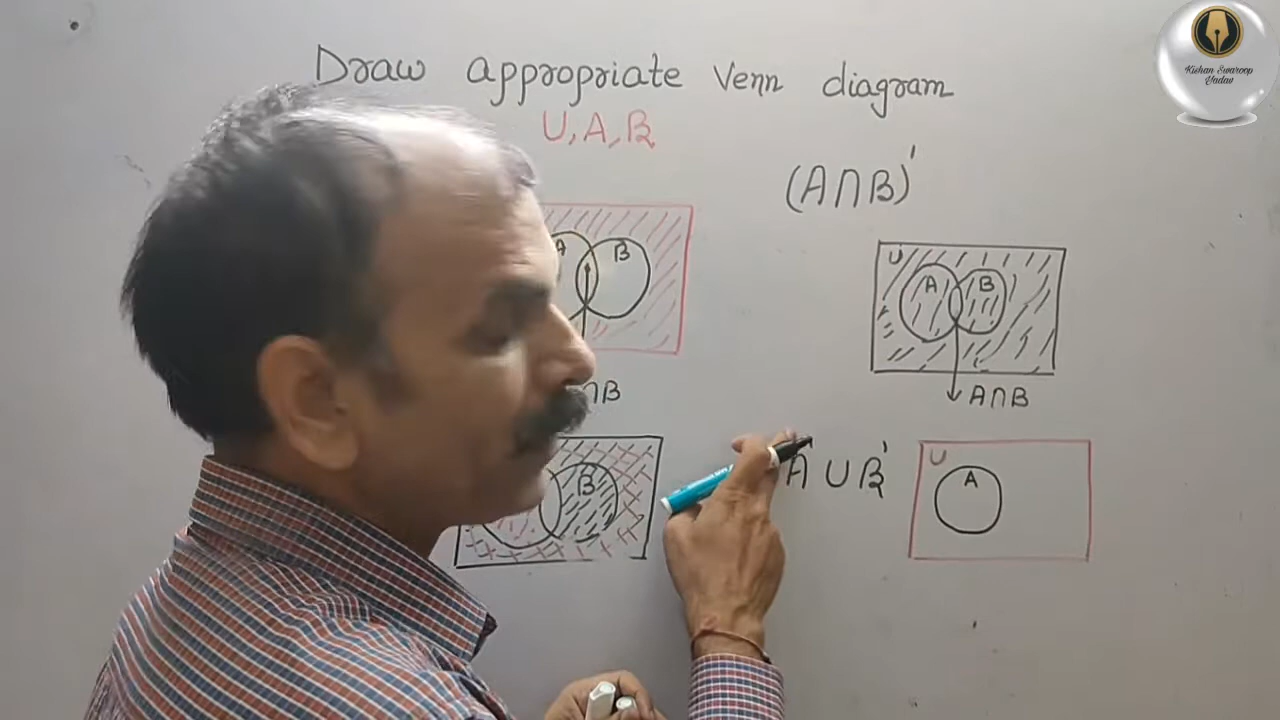 Draw appropriate Venn diagram
U, A, B
(A∩B)'
A B
U A B
∩B
A∩B
B
A ∪ B'
U A
Kishan Swaroop
Yadav